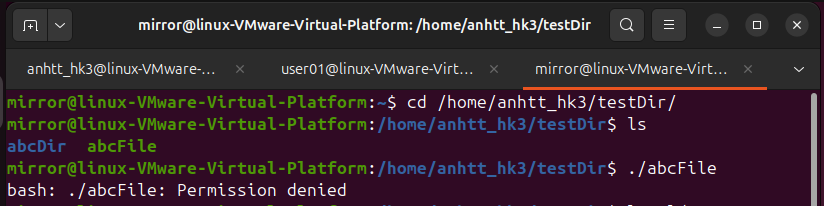 mirror@linux-VMware-Virtual-Platform: /home/anhtt_hk3/testDir
anhtt_hk3@linux-VMware-... × user01@linux-VMware-Virt... × mirror@linux-VMware-Virt... ×
mirror@linux-VMware-Virtual-Platform:~$ cd /home/anhtt_hk3/testDir/
mirror@linux-VMware-Virtual-Platform:/home/anhtt_hk3/testDir$ ls
abcDir  abcFile
mirror@linux-VMware-Virtual-Platform:/home/anhtt_hk3/testDir$ ./abcFile
bash: ./abcFile: Permission denied